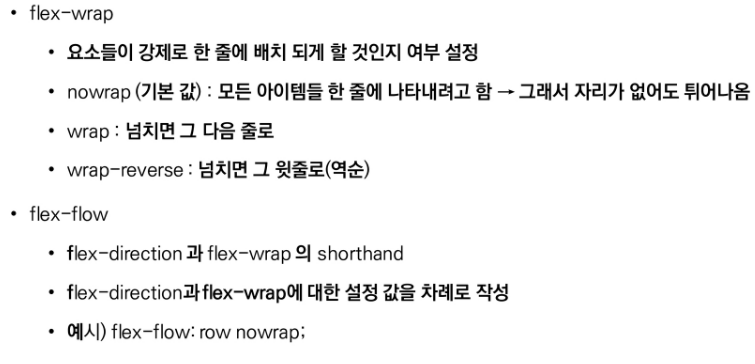 • flex-wrap
• 요소들이 강제로 한 줄에 배치 되게 할 것인지 여부 설정
• nowrap (기본 값) : 모든 아이템들 한 줄에 나타내려고 함 → 그래서 자리가 없어도 튀어나옴
• wrap : 넘치면 그 다음 줄로
• wrap-reverse : 넘치면 그 윗줄로(역순)
• flex-flow
• flex-direction 과 flex-wrap 의 shorthand
• flex-direction과 flex-wrap에 대한 설정 값을 차례로 작성
• 예시) flex-flow: row nowrap;